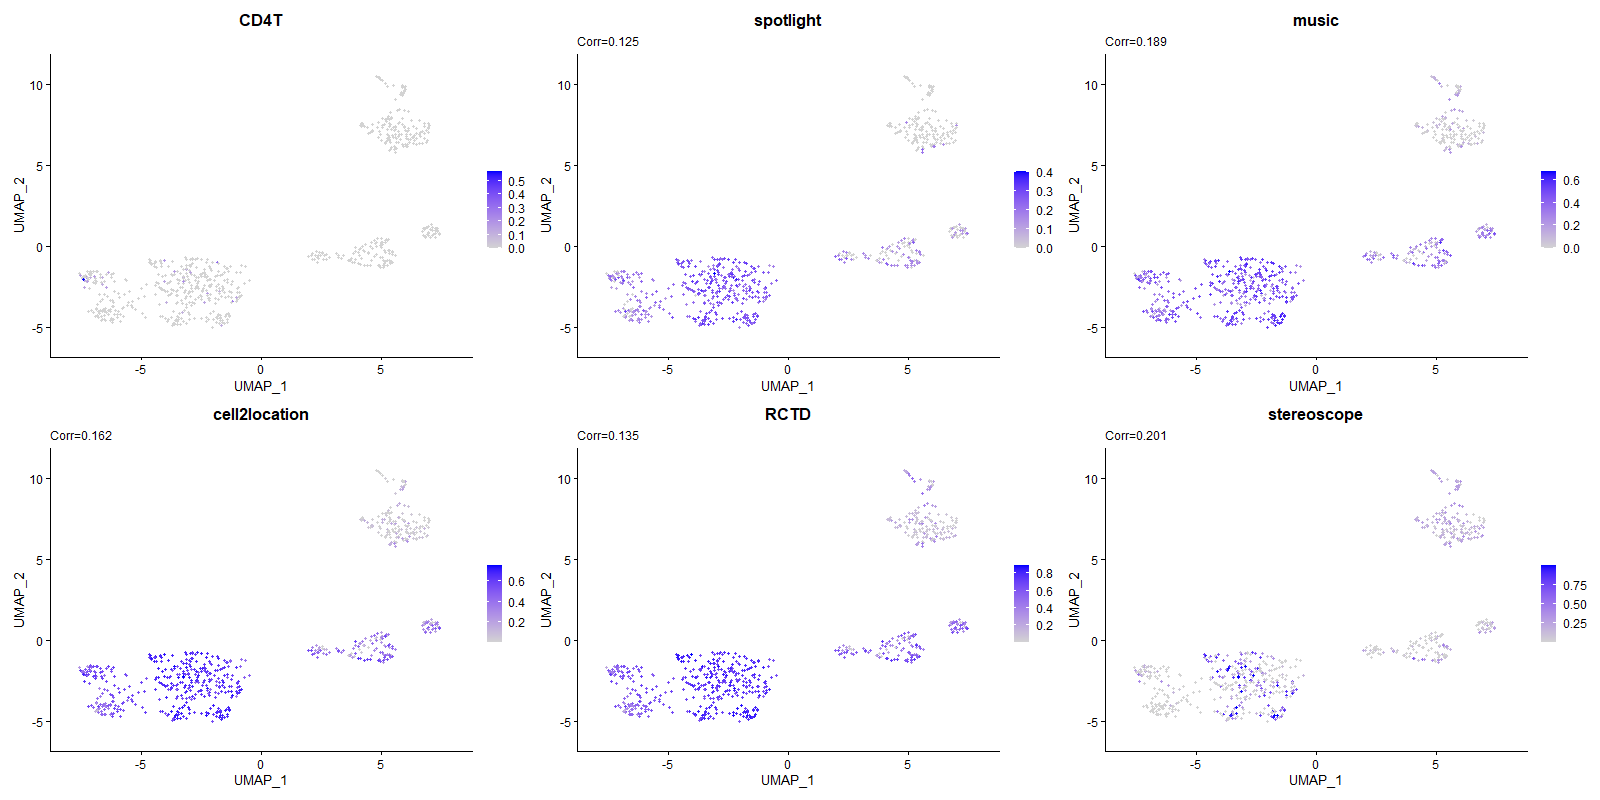 CD4T
UMAP_2
10
5
0
-5
-5
0
5
UMAP_1
0.5
0.4
0.3
0.2
0.1
0.0
spotlight
Corr=0.125
UMAP_2
10
5
0
-5
-5
0
5
UMAP_1
0.4
0.3
0.2
0.1
0.0
music
Corr=0.189
UMAP_2
10
5
0
-5
-5
0
5
UMAP_1
0.6
0.4
0.2
0.0
cell2location
Corr=0.162
UMAP_2
10
5
0
-5
-5
0
5
UMAP_1
0.6
0.4
0.2
RCTD
Corr=0.135
UMAP_2
10
5
0
-5
-5
0
5
UMAP_1
0.8
0.6
0.4
0.2
stereoscope
Corr=0.201
UMAP_2
10
5
0
-5
-5
0
5
UMAP_1
0.75
0.50
0.25